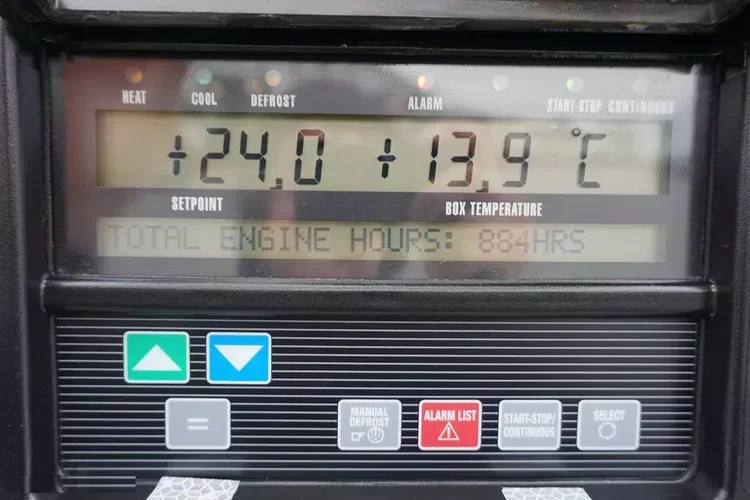 HEAT COOL DEFROST ALARM START-STOP CONTINUOUS
+24,0 +13,9 °C
SETPOINT BOX TEMPERATURE
TOTAL ENGINE HOURS: 884HRS
=
MANUAL DEFROST
ALARM LIST
START-STOP/
CONTINUOUS
SELECT